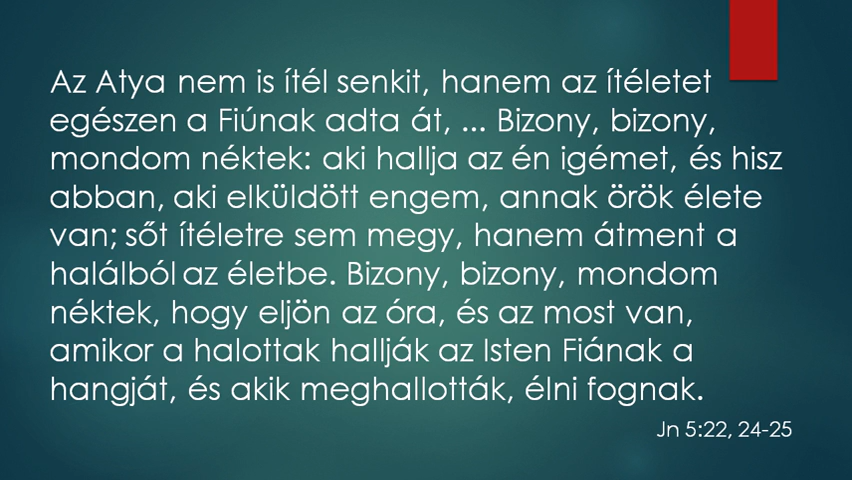 Az Atya nem is ítél senkit, hanem az ítéletet
egészen a Fiúnak adta át, ... Bizony, bizony,
mondom néktek: aki hallja az én igémet, és hisz
abban, aki elküldött engem, annak örök élete
van; sőt ítéletre sem megy, hanem átment a
halálból az életbe. Bizony, bizony, mondom
néktek, hogy eljön az óra, és az most van,
amikor a halottak hallják az Isten Fiának a
hangját, és akik meghallották, élni fognak.
Jn 5:22, 24-25